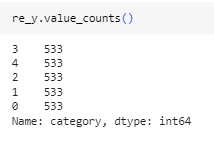 re_y.value_counts()
3 533
4 533
2 533
1 533
0 533
Name: category, dtype: int64